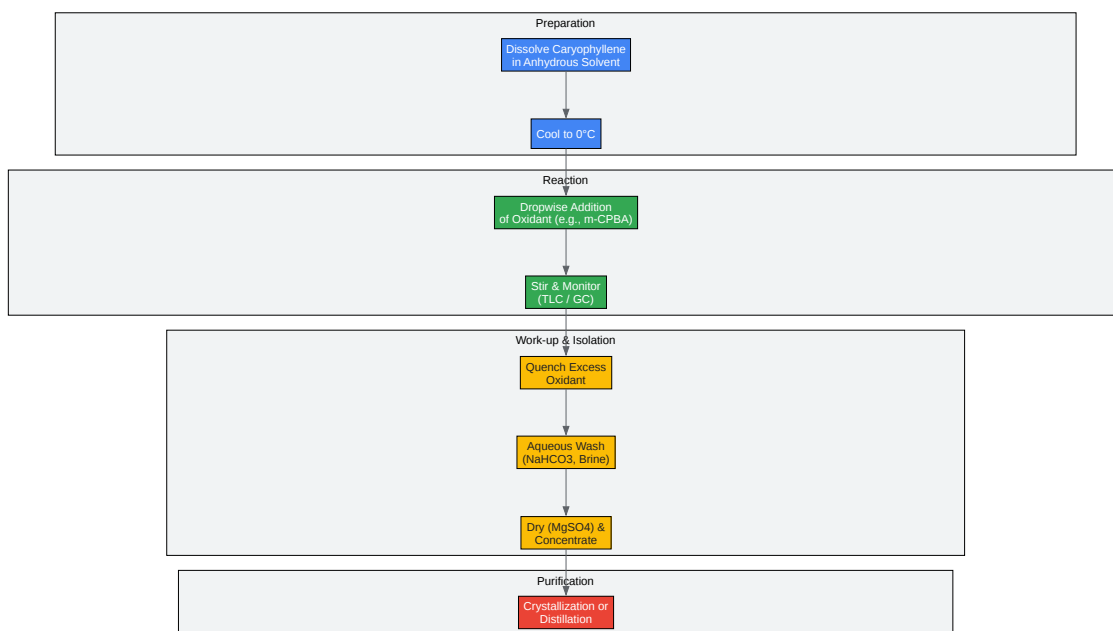 Preparation
Dissolve Caryophyllene
in Anhydrous Solvent
Cool to 0°C
Reaction
Dropwise Addition
of Oxidant (e.g., m-CPBA)
Stir & Monitor
(TLC / GC)
Work-up & Isolation
Quench Excess
Oxidant
Aqueous Wash
(NaHCO3, Brine)
Dry (MgSO4) &
Concentrate
Purification
Crystallization or
Distillation